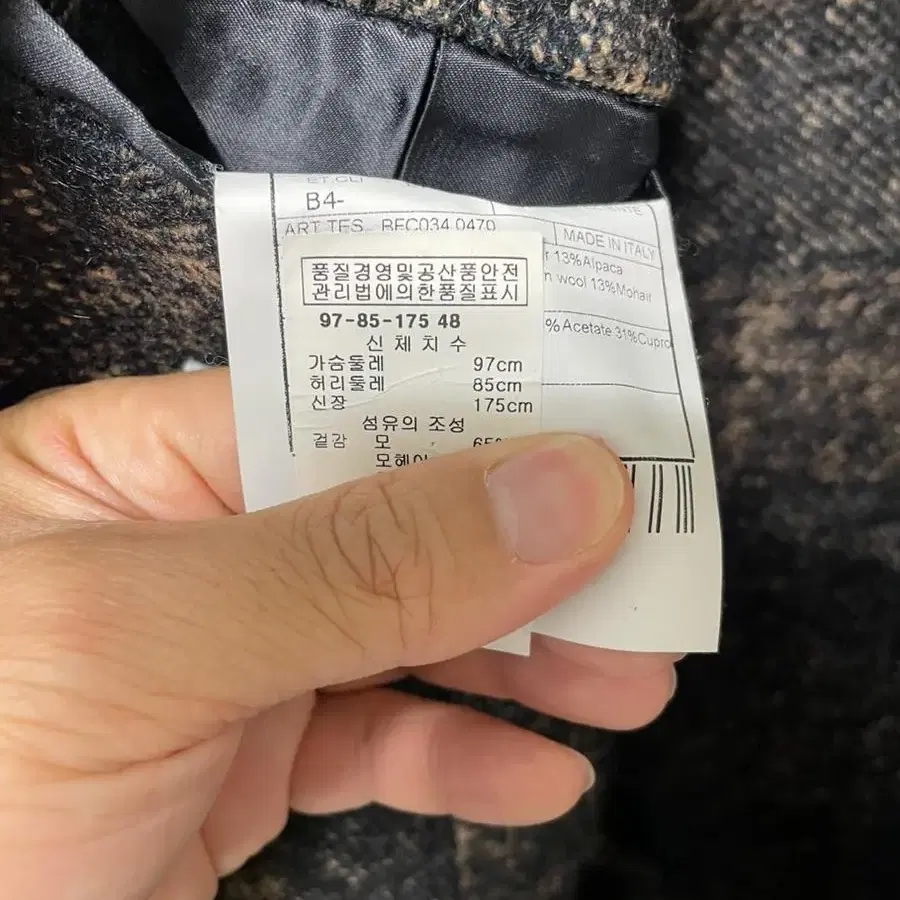 B4-
ART TES. BEC034 0470
MADE IN ITALY
13%Alpaca
wool 13%Mohair
%Acetate 31%Cupro
품질경영및공산품안전
관리법에의한품질표시
97-85-175 48
신체치수
가슴둘레 97cm
허리둘레 85cm
신장 175cm
섬유의 조성
겉감 모